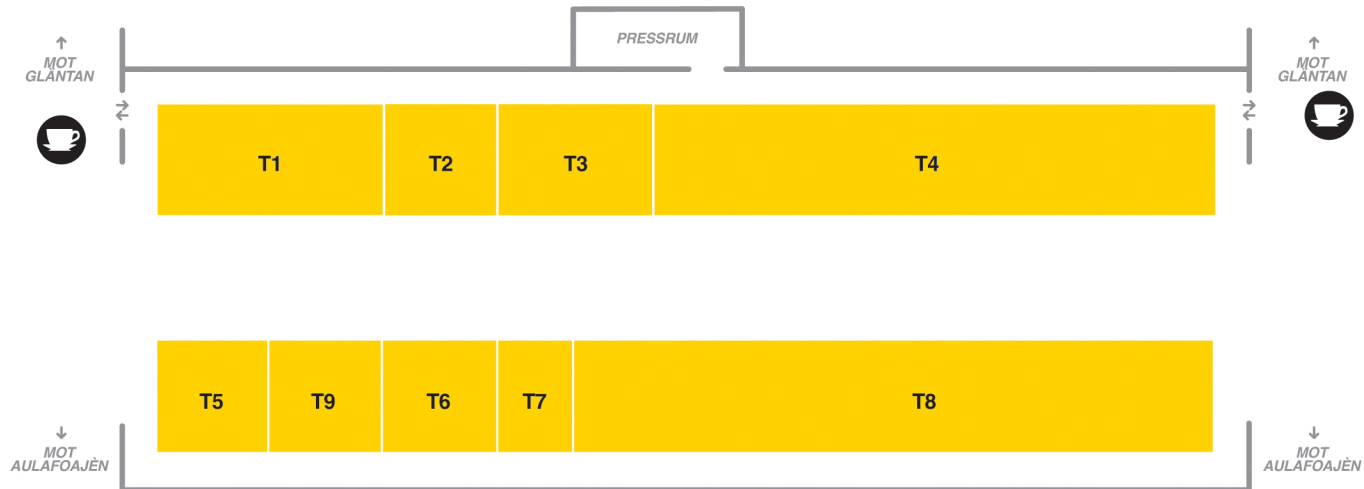 PRESSRUM
MOT
GLÄNTAN
MOT
GLÄNTAN
T1
T2
T3
T4
T5
T9
T6
T7
T8
MOT
AULAFOAJÈN
MOT
AULAFOAJÈN